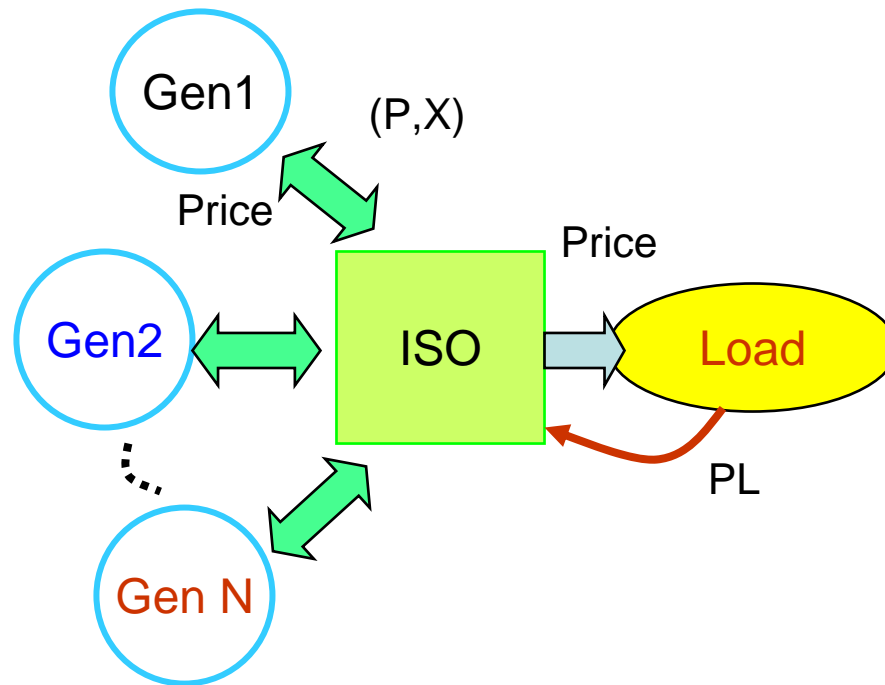 Gen1
(P,X)
Price
Price
Gen2
ISO
Load
PL
Gen N